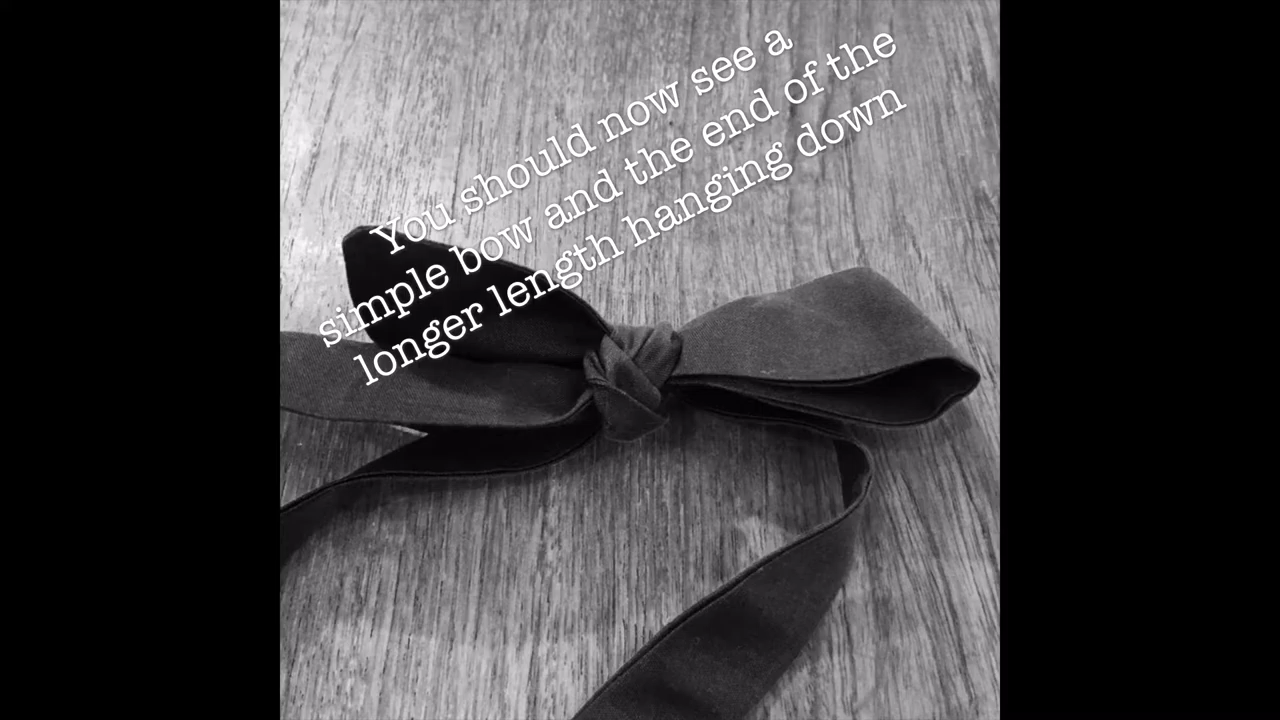 You should now see a
simple bow and the end of the
longer length hanging down